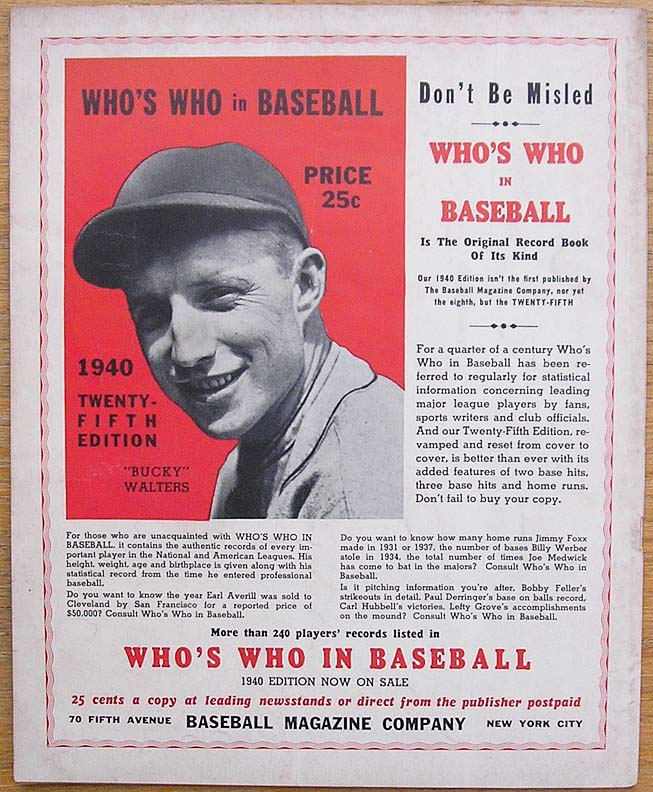 WHO'S WHO in BASEBALL
PRICE
25c
1940
TWENTY-
FIFTH
EDITION
"BUCKY"
WALTERS
Don't Be Misled
WHO'S WHO
IN
BASEBALL
Is The Original Record Book
Of Its Kind
Our 1940 Edition isn't the first published by
The Baseball Magazine Company, nor yet
the eighth, but the TWENTY-FIFTH
For a quarter of a century Who's
Who in Baseball has been re-
ferred to regularly for statistical
information concerning leading
major league players by fans,
sports writers and club officials.
And our Twenty-Fifth Edition, re-
vamped and reset from cover to
cover, is better than ever with its
added features of two base hits,
three base hits and home runs.
Don't fail to buy your copy.
For those who are unacquainted with WHO'S WHO IN
BASEBALL, it contains the authentic records of every im-
portant player in the National and American Leagues. His
height, weight, age and birthplace is given along with his
statistical record from the time he entered professional
baseball.
Do you want to know the year Earl Averill was sold to
Cleveland by San Francisco for a reported price of
$50,000? Consult Who's Who in Baseball.
Do you want to know how many home runs Jimmy Foxx
made in 1931 or 1937, the number of bases Billy Werber
stole in 1934, the total number of times Joe Medwick
has come to bat in the majors? Consult Who's Who in
Baseball.
Is it pitching information you're after, Bobby Feller's
strikeouts in detail, Paul Derringer's base on balls record,
Carl Hubbell's victories, Lefty Grove's accomplishments
on the mound? Consult Who's Who in Baseball.
More than 240 players' records listed in
WHO'S WHO IN BASEBALL
1940 EDITION NOW ON SALE
25 cents a copy at leading newsstands or direct from the publisher postpaid
70 FIFTH AVENUE BASEBALL MAGAZINE COMPANY NEW YORK CITY